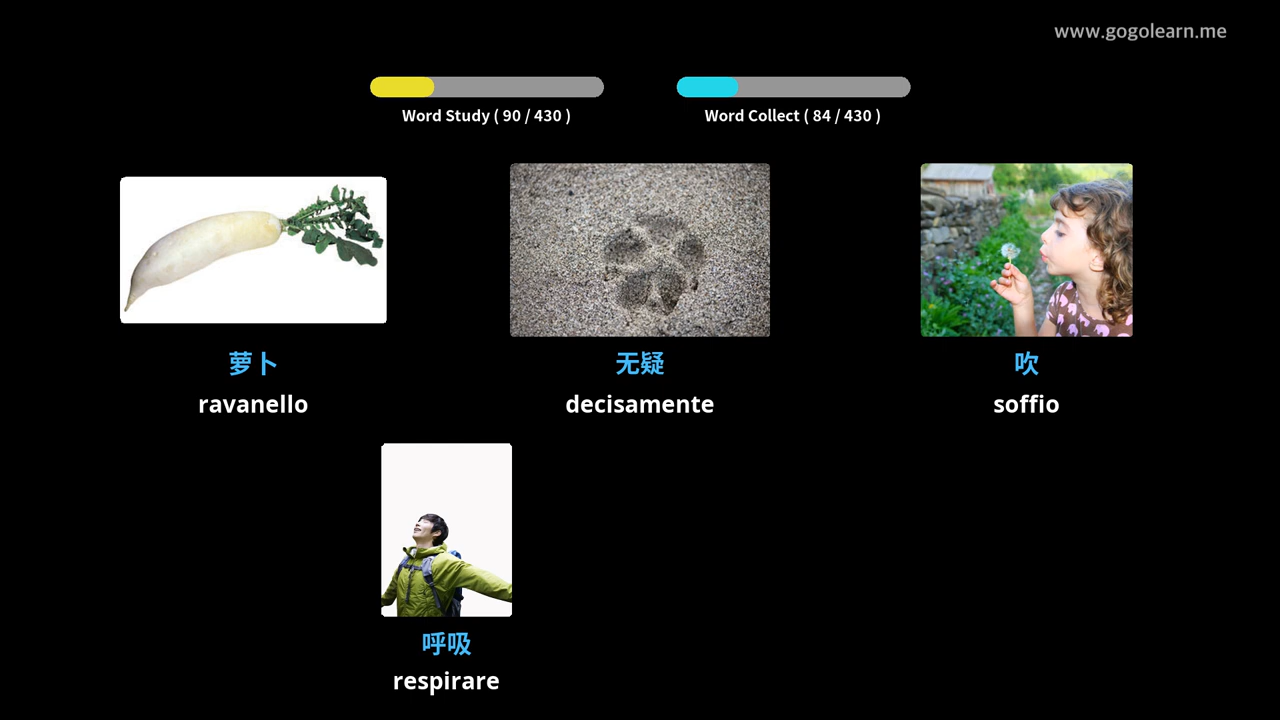 www.gogolearn.me
Word Study ( 90 / 430 )
Word Collect ( 84 / 430 )
萝卜
ravanello
无疑
decisamente
吹
soffio
呼吸
respirare